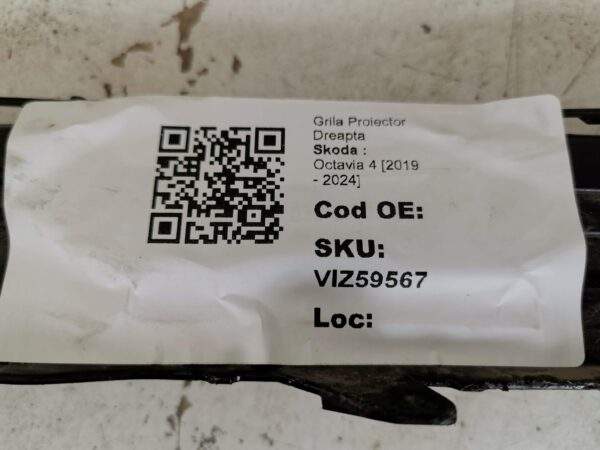 Grila Proiector
Dreapta
Skoda :
Octavia 4 [2019
- 2024]
Cod OE:
SKU:
VIZ59567
Loc: